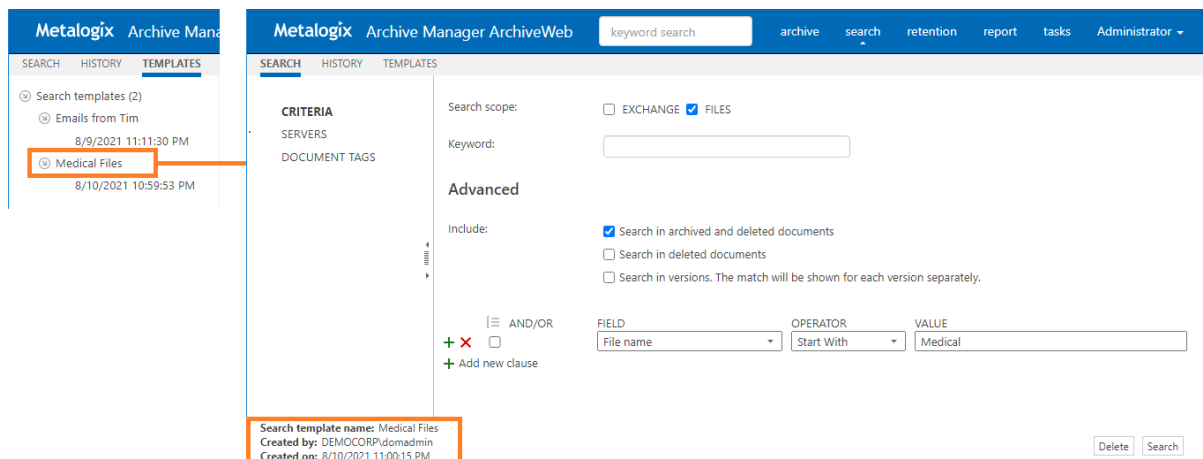 Metalogix Archive Mana
SEARCH HISTORY TEMPLATES
Search templates (2)
Emails from Tim
8/9/2021 11:11:30 PM
Medical Files
8/10/2021 10:59:53 PM
Metalogix Archive Manager ArchiveWeb keyword search archive search retention report tasks Administrator
SEARCH HISTORY TEMPLATES
CRITERIA
SERVERS
DOCUMENT TAGS
Search scope: EXCHANGE FILES
Keyword:
Advanced
Include: Search in archived and deleted documents
Search in deleted documents
Search in versions. The match will be shown for each version separately.
AND/OR FIELD OPERATOR VALUE
File name Start With Medical
Add new clause
Search template name: Medical Files
Created by: DEMOCORP\domadmin
Created on: 8/10/2021 11:00:15 PM
Delete Search